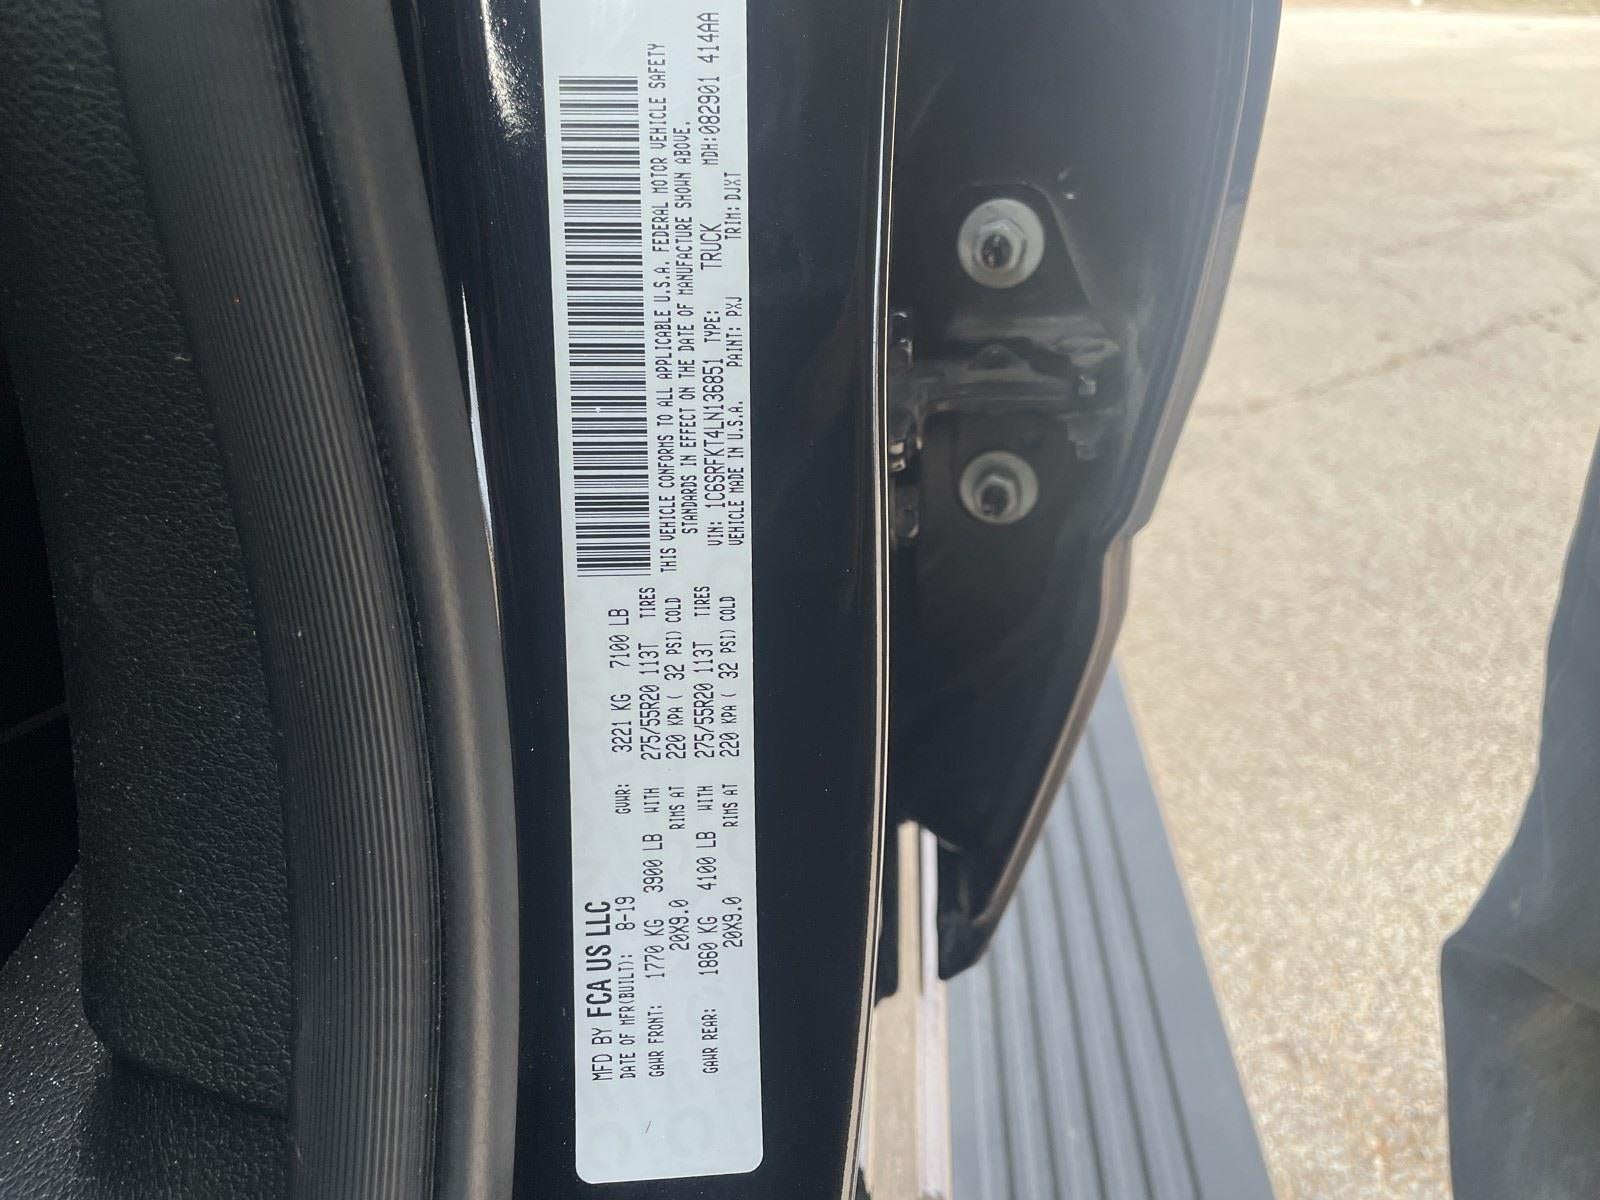 MFD BY FCA US LLC
DATE OF MFR(BUILT): 8-19 GVWR: 3221 KG 7100 LB
GAWR FRONT: 1770 KG 3900 LB WITH 275/55R20 113T TIRES
20X9.0 RIMS AT 220 KPA ( 32 PSI) COLD
GAWR REAR: 1860 KG 4100 LB WITH 275/55R20 113T TIRES
20X9.0 RIMS AT 220 KPA ( 32 PSI) COLD
THIS VEHICLE CONFORMS TO ALL APPLICABLE U.S.A. FEDERAL MOTOR VEHICLE SAFETY
STANDARDS IN EFFECT ON THE DATE OF MANUFACTURE SHOWN ABOVE.
VIN: 1C6SRFKT4LN136851 TYPE: TRUCK MDH:082901 414AA
VEHICLE MADE IN U.S.A. PAINT: PXJ TRIM: DJXT